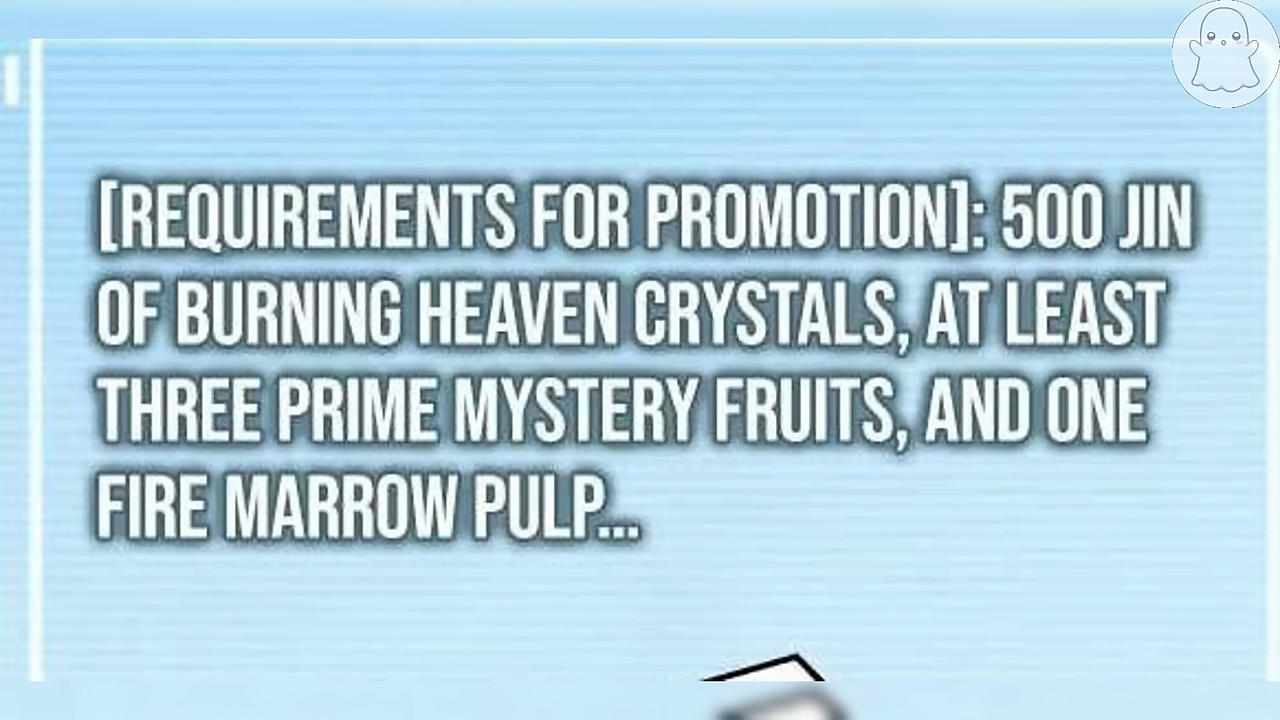 [REQUIREMENTS FOR PROMOTION]: 500 JIN
OF BURNING HEAVEN CRYSTALS, AT LEAST
THREE PRIME MYSTERY FRUITS, AND ONE
FIRE MARROW PULP...